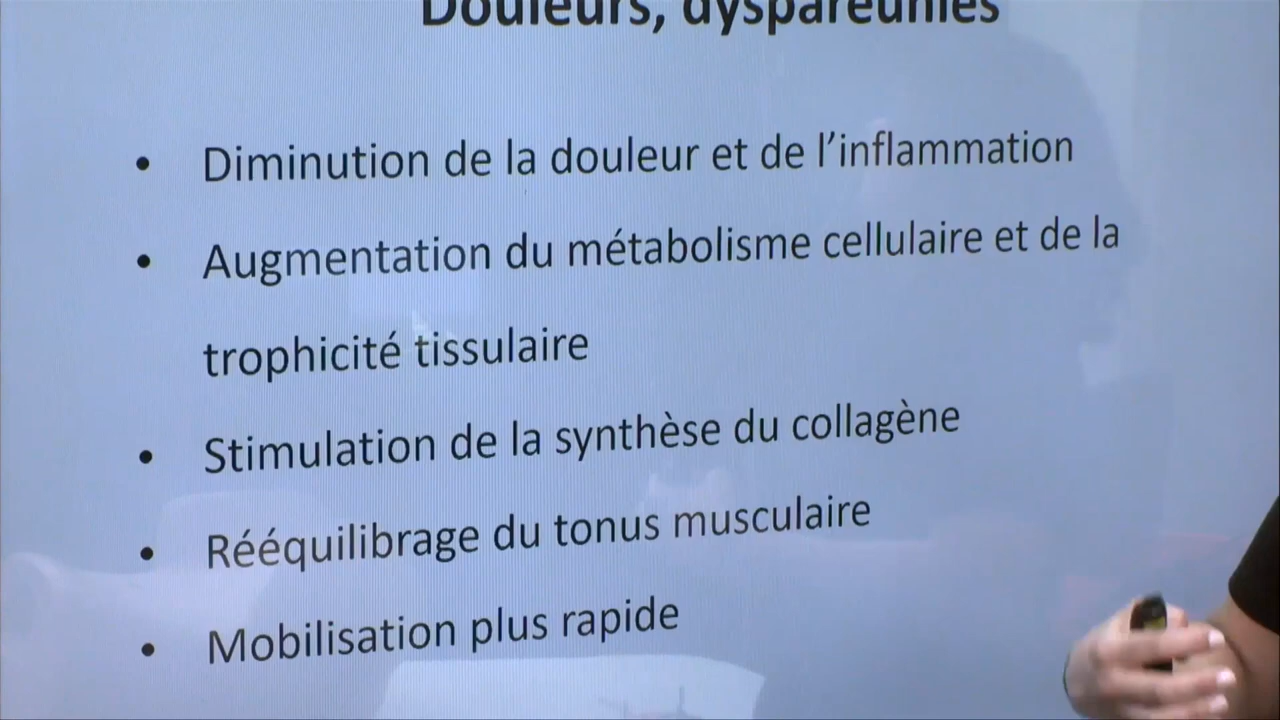 Douleurs, dyspareunies
• Diminution de la douleur et de l’inflammation
• Augmentation du métabolisme cellulaire et de la
trophicité tissulaire
• Stimulation de la synthèse du collagène
• Rééquilibrage du tonus musculaire
• Mobilisation plus rapide